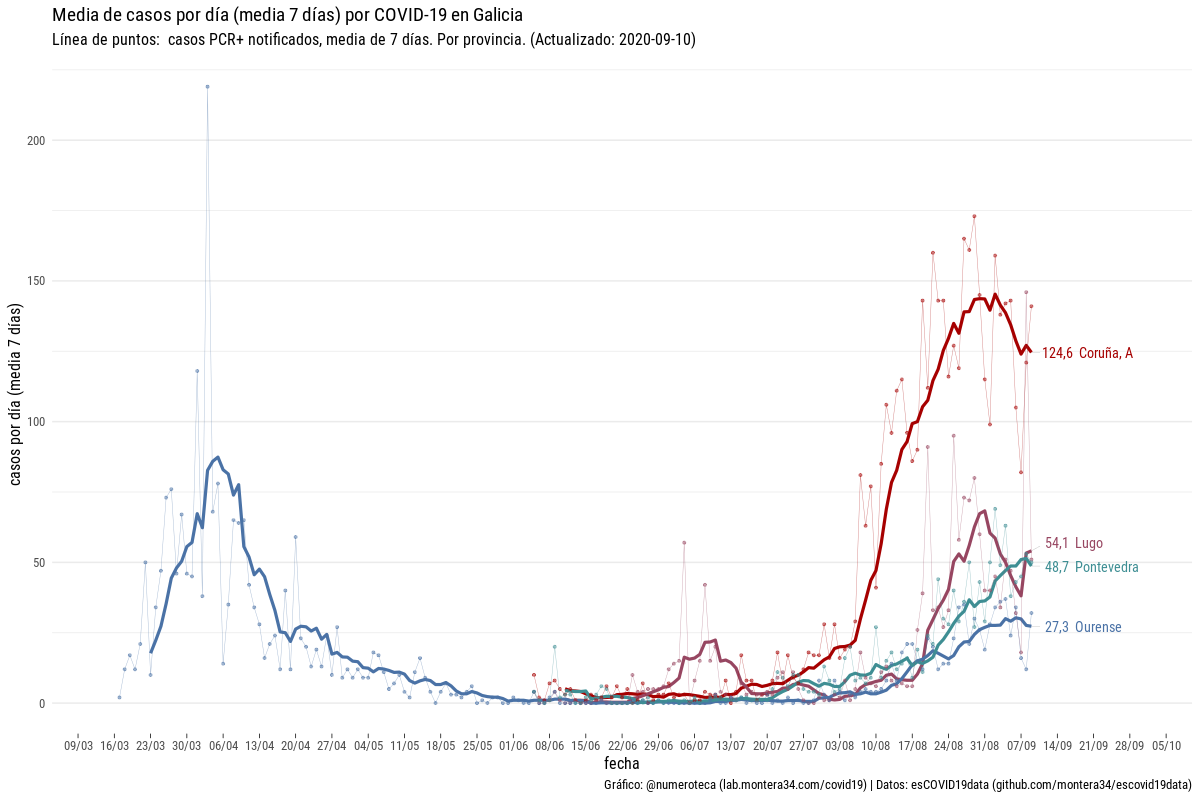 Media de casos por día (media 7 días) por COVID-19 en Galicia
Línea de puntos:  casos PCR+ notificados, media de 7 días. Por provincia. (Actualizado: 2020-09-10)
casos por día (media 7 días)
200
150
100
50
0
124,6 Coruña, A
54,1 Lugo
48,7 Pontevedra
27,3 Ourense
09/03 16/03 23/03 30/03 06/04 13/04 20/04 27/04 04/05 11/05 18/05 25/05 01/06 08/06 15/06 22/06 29/06 06/07 13/07 20/07 27/07 03/08 10/08 17/08 24/08 31/08 07/09 14/09 21/09 28/09 05/10
fecha
Gráfico: @numeroteca (lab.montera34.com/covid19) | Datos: esCOVID19data (github.com/montera34/escovid19data)